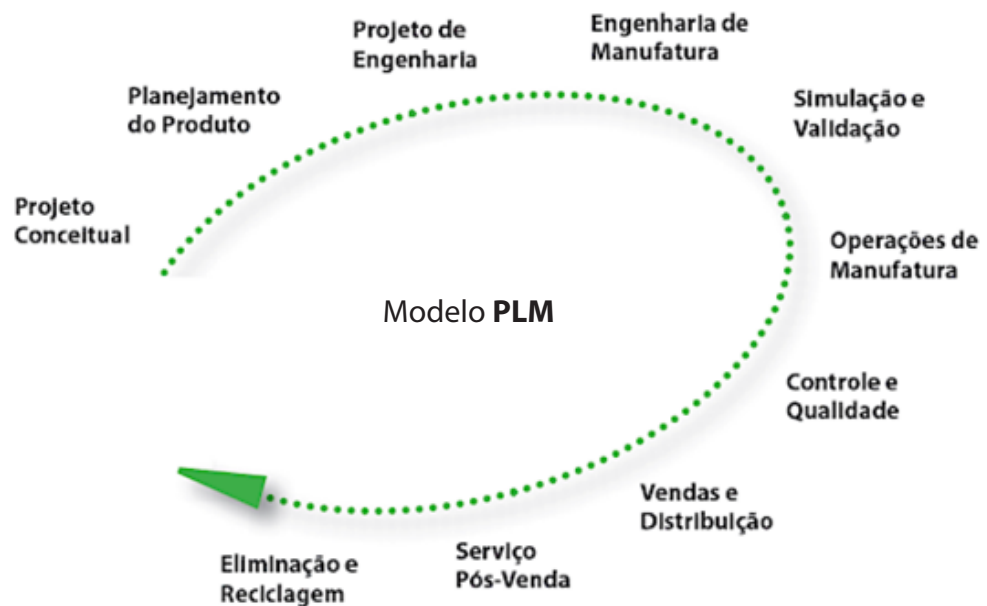 Projeto
Conceitual
Planejamento
do Produto
Projeto de
Engenharia
Engenharia de
Manufatura
Simulação e
Validação
Operações de
Manufatura
Controle e
Qualidade
Vendas e
Distribuição
Serviço
Pós-Venda
Eliminação e
Reciclagem
Modelo PLM